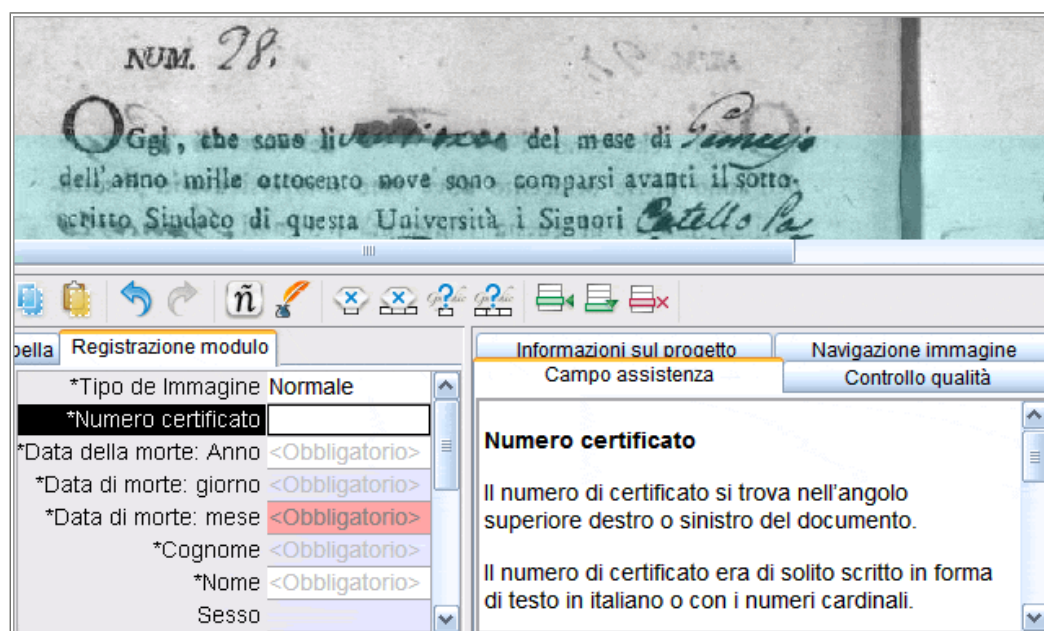 NUM. 28.
OGgi, che sono li del mese di
dell'anno mille ottocento nove sono comparsi avanti il sotto-
scritto Sindaco di questa Università i Signori Catello
ñ
bella
Registrazione modulo
*Tipo de Immagine Normale
*Numero certificato
*Data della morte: Anno <Obbligatorio>
*Data di morte: giorno <Obbligatorio>
*Data di morte: mese <Obbligatorio>
*Cognome <Obbligatorio>
*Nome <Obbligatorio>
Sesso
Informazioni sul progetto
Navigazione immagine
Campo assistenza
Controllo qualità
Numero certificato
Il numero di certificato si trova nell'angolo
superiore destro o sinistro del documento.
Il numero di certificato era di solito scritto in forma
di testo in italiano o con i numeri cardinali.